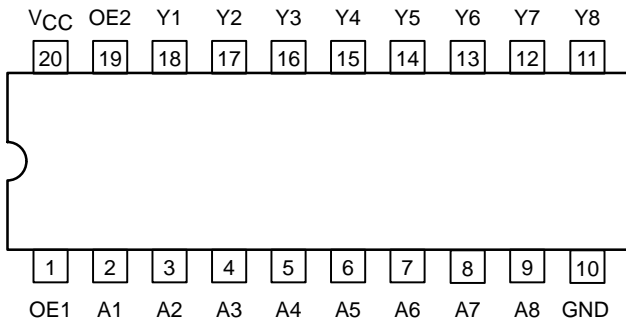 VCC OE2 Y1 Y2 Y3 Y4 Y5 Y6 Y7 Y8
20 19 18 17 16 15 14 13 12 11
1 2 3 4 5 6 7 8 9 10
OE1 A1 A2 A3 A4 A5 A6 A7 A8 GND